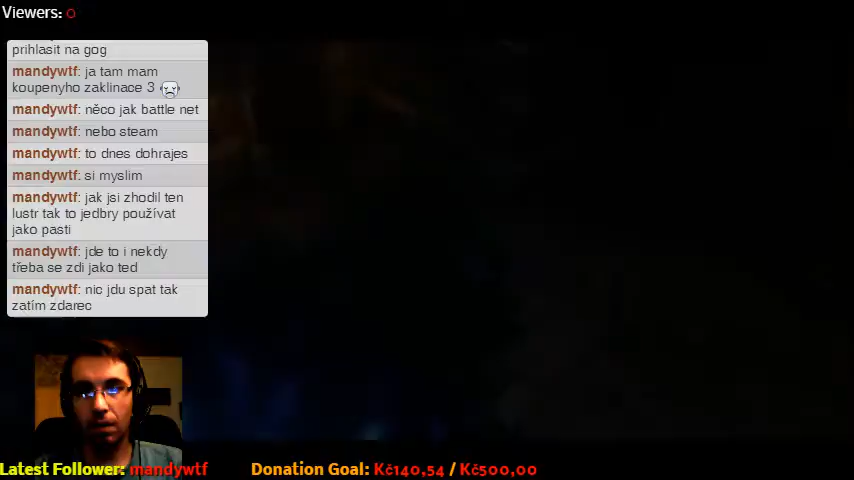 Viewers: 0
prihlasit na gog
mandywtf: ja tam mam
koupenyho zaklinace 3
mandywtf: něco jak battle net
mandywtf: nebo steam
mandywtf: to dnes dohrajes
mandywtf: si myslim
mandywtf: jak jsi zhodil ten
lustr tak to jedbry používat
jako pasti
mandywtf: jde to i nekdy
třeba se zdi jako ted
mandywtf: nic jdu spat tak
zatím zdarec
Latest Follower: mandywtf
Donation Goal: Kč140,54 / Kč500,00